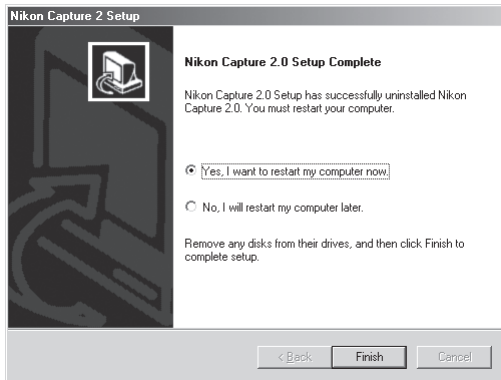 Nikon Capture 2 Setup
Nikon Capture 2.0 Setup Complete
Nikon Capture 2.0 Setup has successfully uninstalled Nikon
Capture 2.0. You must restart your computer.
Yes, I want to restart my computer now.
No, I will restart my computer later.
Remove any disks from their drives, and then click Finish to
complete setup.
< Back Finish Cancel